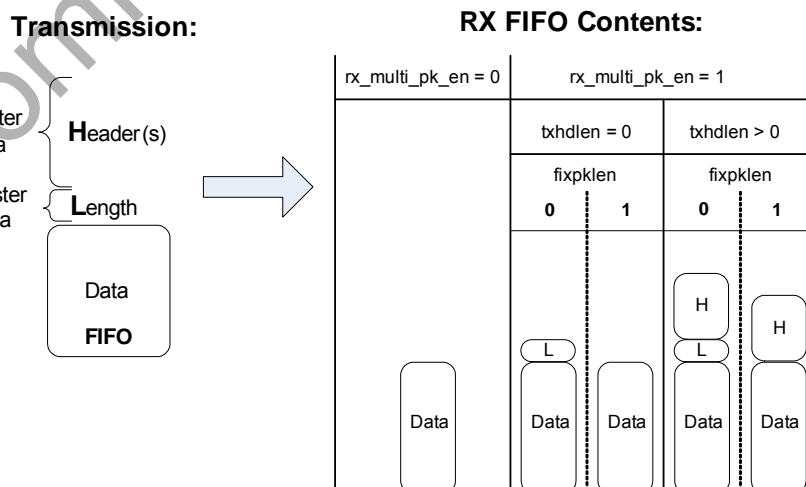 Transmission:
RX FIFO Contents:
Header(s)
Length
Data
FIFO
rx_multi_pk_en = 0
rx_multi_pk_en = 1
txhdlen = 0
txhdlen > 0
fixpklen
fixpklen
0
1
0
1
H
H
L
L
Data
Data
Data
Data
Data